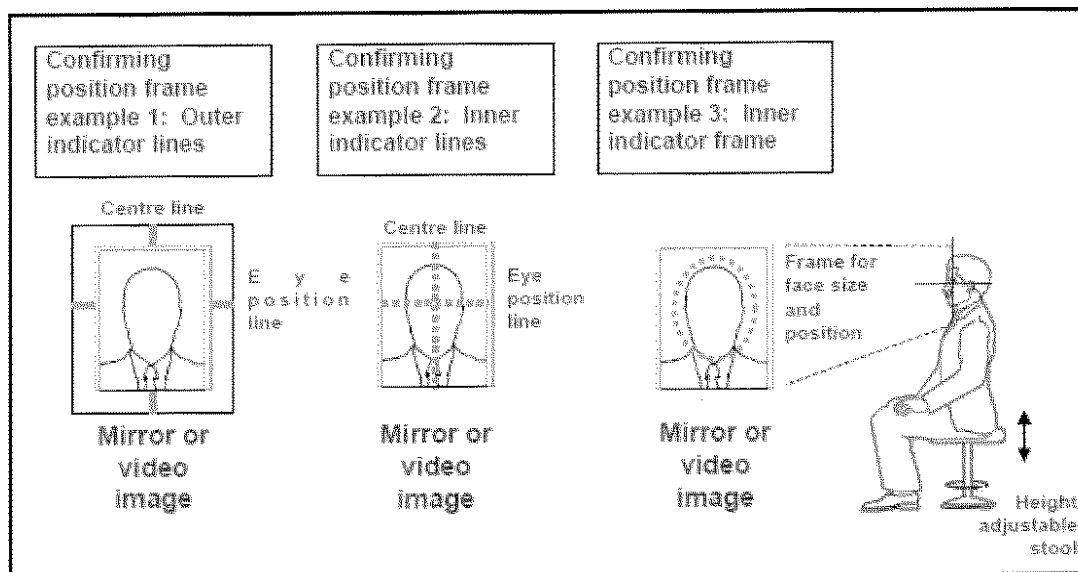 Confirming
position frame
example 1: Outer
indicator lines
Confirming
position frame
example 2: Inner
indicator lines
Confirming
position frame
example 3: Inner
indicator frame
Centre line
Eye
position
line
Mirror or
video
image
Centre line
Eye
position
line
Mirror or
video
image
Frame for
face size
and
position
Mirror or
video
image
Height
adjustable
stool